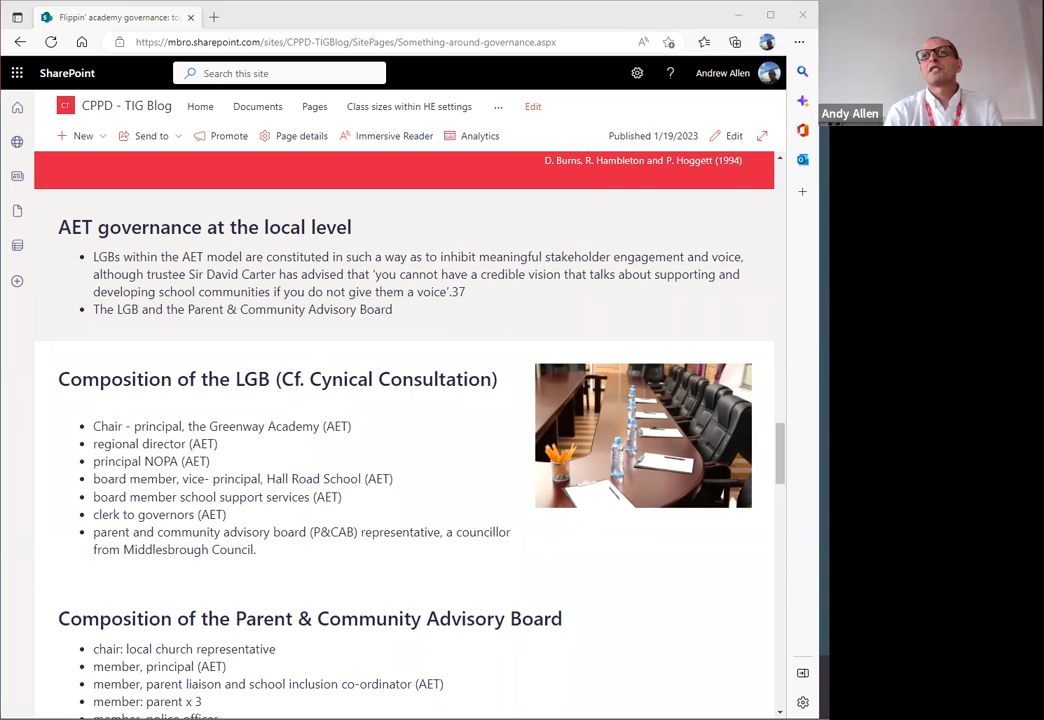 Flippin' academy governance: to
https://mbro.sharepoint.com/sites/CPPD-TIGBlog/SitePages/Something-around-governance.aspx
SharePoint
Search this site
Andrew Allen
Andy Allen
CT
CPPD - TIG Blog
Home
Documents
Pages
Class sizes within HE settings
...
Edit
New
Send to
Promote
Page details
Immersive Reader
Analytics
Published 1/19/2023
Edit
D. Burns, R. Hambleton and P. Hoggett (1994)
AET governance at the local level
• LGBs within the AET model are constituted in such a way as to inhibit meaningful stakeholder engagement and voice,
although trustee Sir David Carter has advised that ‘you cannot have a credible vision that talks about supporting and
developing school communities if you do not give them a voice’.37
• The LGB and the Parent & Community Advisory Board
Composition of the LGB (Cf. Cynical Consultation)
• Chair - principal, the Greenway Academy (AET)
• regional director (AET)
• principal NOPA (AET)
• board member, vice- principal, Hall Road School (AET)
• board member school support services (AET)
• clerk to governors (AET)
• parent and community advisory board (P&CAB) representative, a councillor
from Middlesbrough Council.
Composition of the Parent & Community Advisory Board
• chair: local church representative
• member, principal (AET)
• member, parent liaison and school inclusion co-ordinator (AET)
• member: parent x 3
• member, police officer